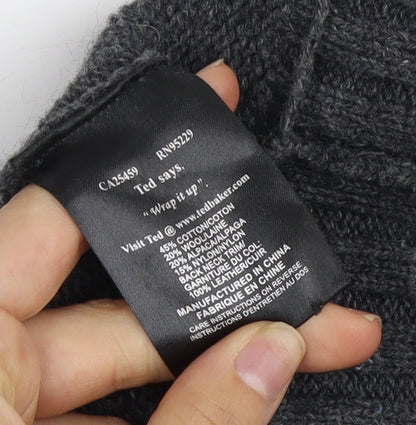 CA25459 RN95229
Ted says,
“Wrap it up”.
Visit Ted @ www.tedbaker.com
45% COTTON/COTON
20% WOOL/LAINE
20% ALPACA/ALPAGA
15% NYLON/NYLON
BACK NECK TRIM/
GARNITURE DU COL:
100% LEATHER/CUIR
MANUFACTURED IN CHINA/
FABRIQUE EN CHINE
CARE INSTRUCTIONS ON REVERSE
INSTRUCTIONS D'ENTRETIEN AU DOS